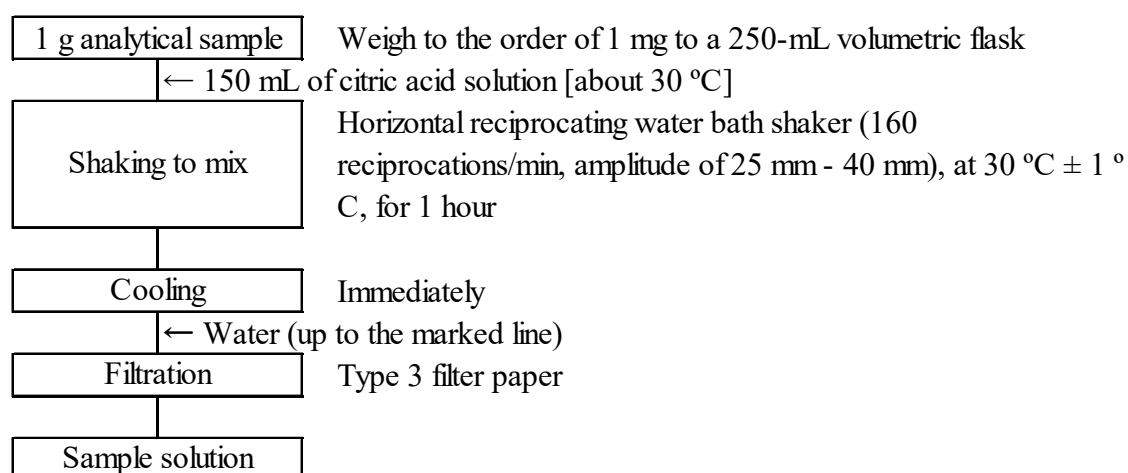 1 g analytical sample Weigh to the order of 1 mg to a 250-mL volumetric flask
← 150 mL of citric acid solution [about 30 ºC]
Shaking to mix
Horizontal reciprocating water bath shaker (160
reciprocations/min, amplitude of 25 mm - 40 mm), at 30 ºC ± 1 º
C, for 1 hour
Cooling Immediately
← Water (up to the marked line)
Filtration Type 3 filter paper
Sample solution